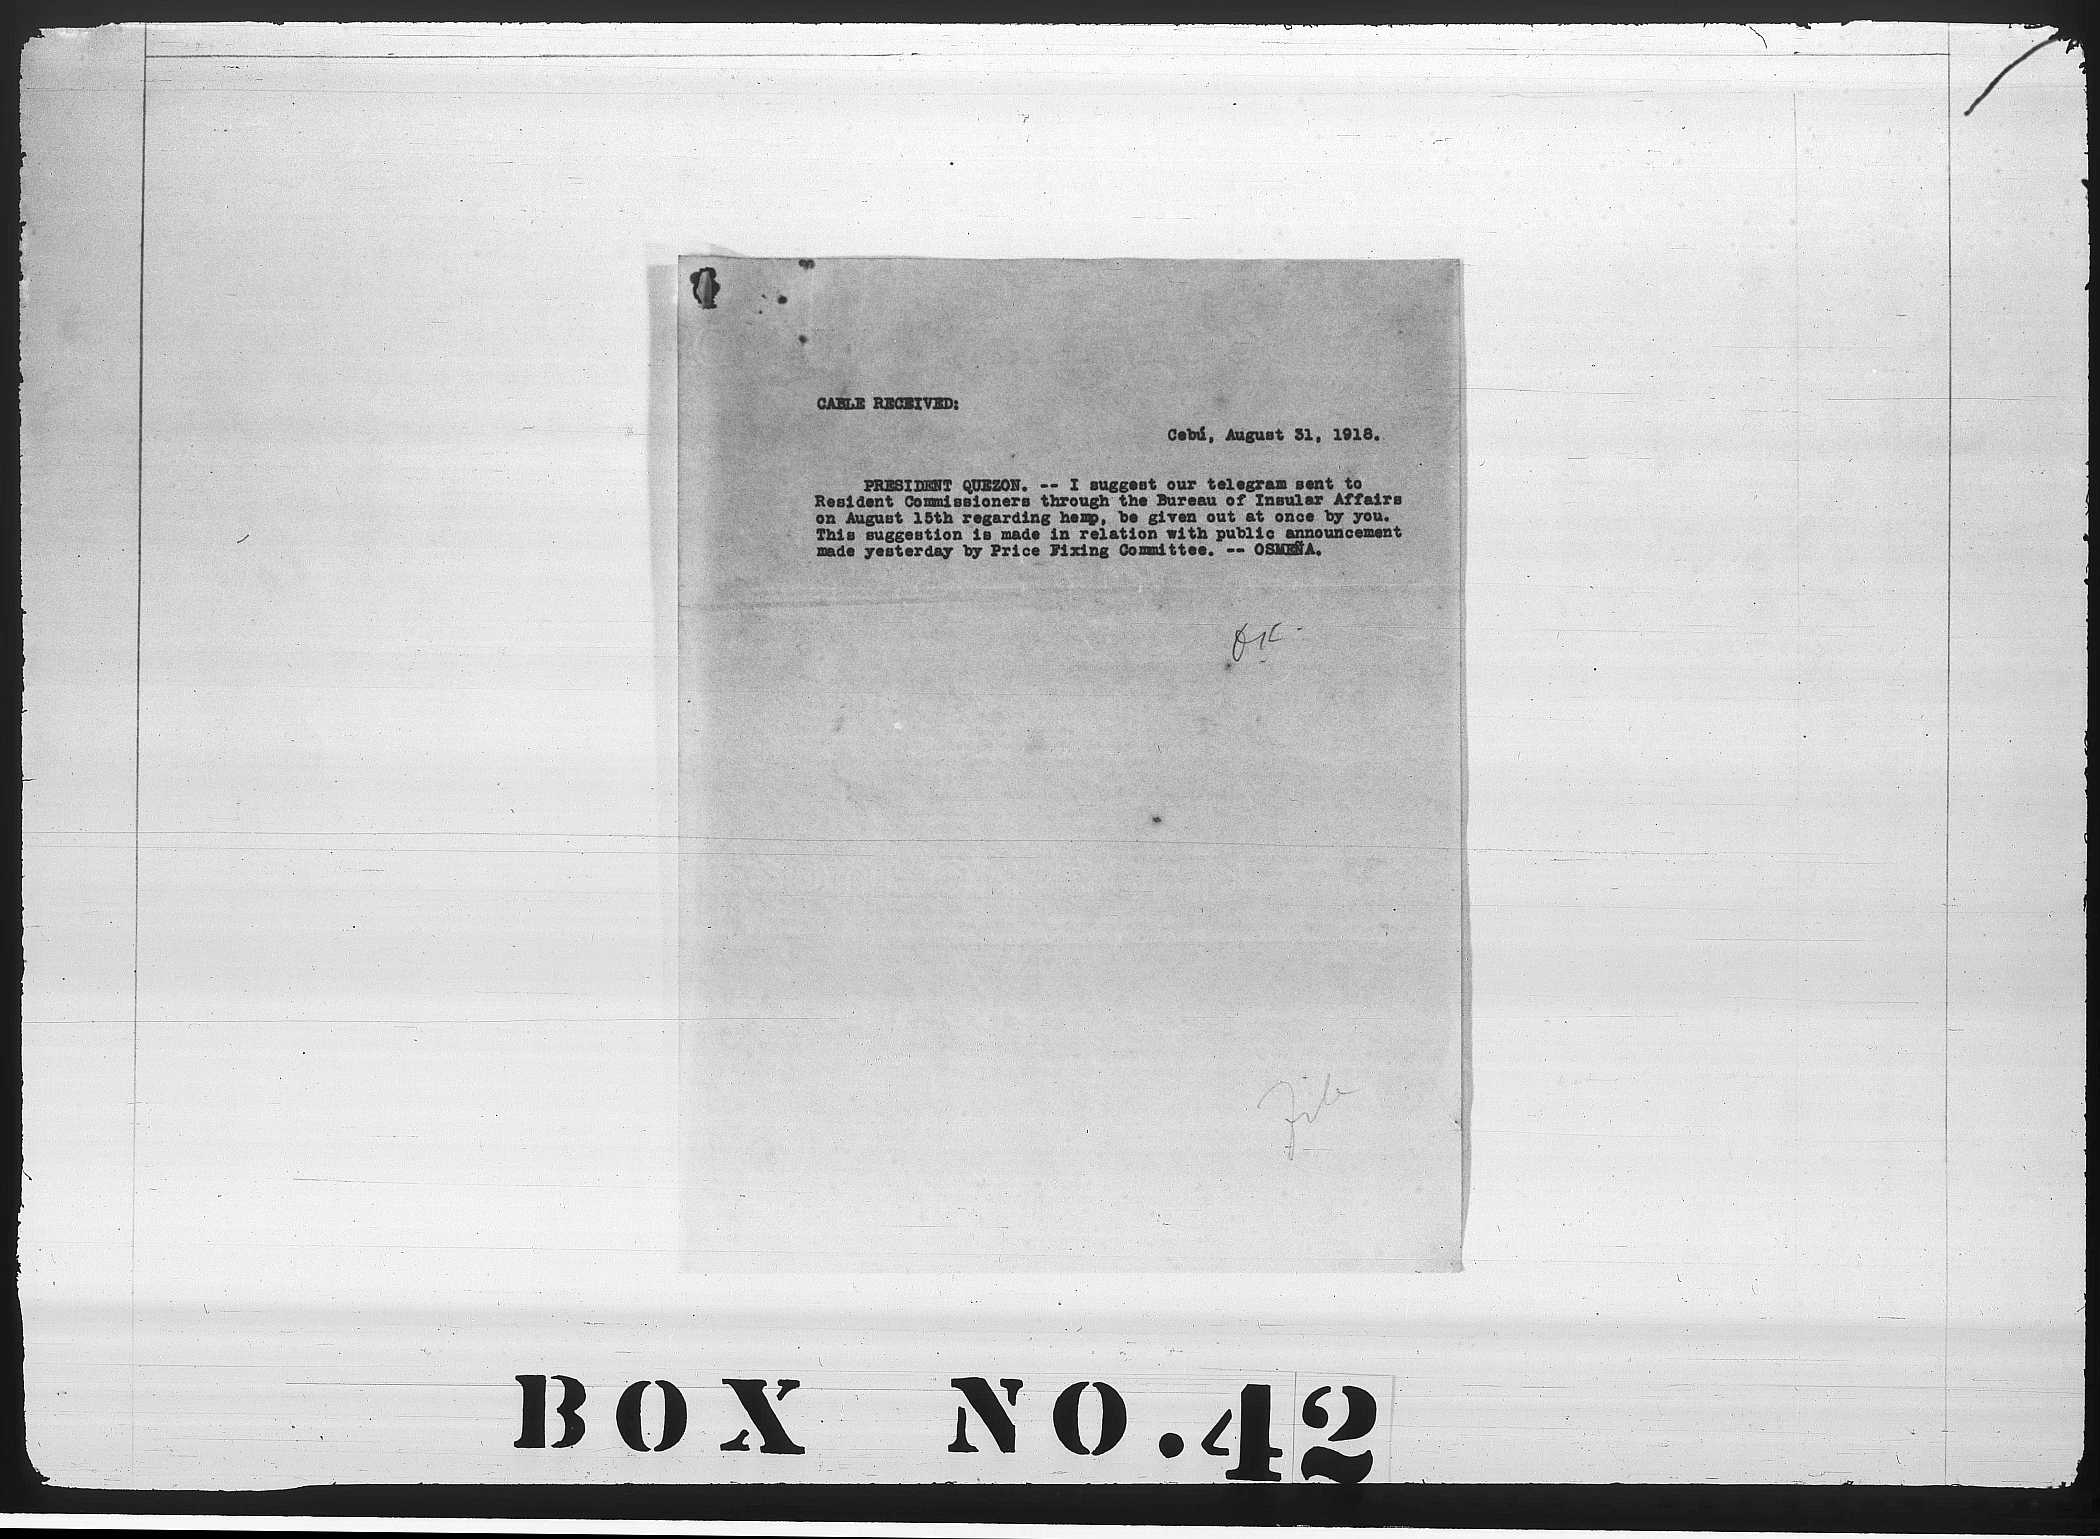 CABLE RECEIVED:
Cebú, August 31, 1918.
PRESIDENT QUEZON. -- I suggest our telegram sent to
Resident Commissioners through the Bureau of Insular Affairs
on August 15th regarding hemp, be given out at once by you.
This suggestion is made in relation with public announcement
made yesterday by Price Fixing Committee. -- OSMEÑA.
OK
File
BOX NO.42